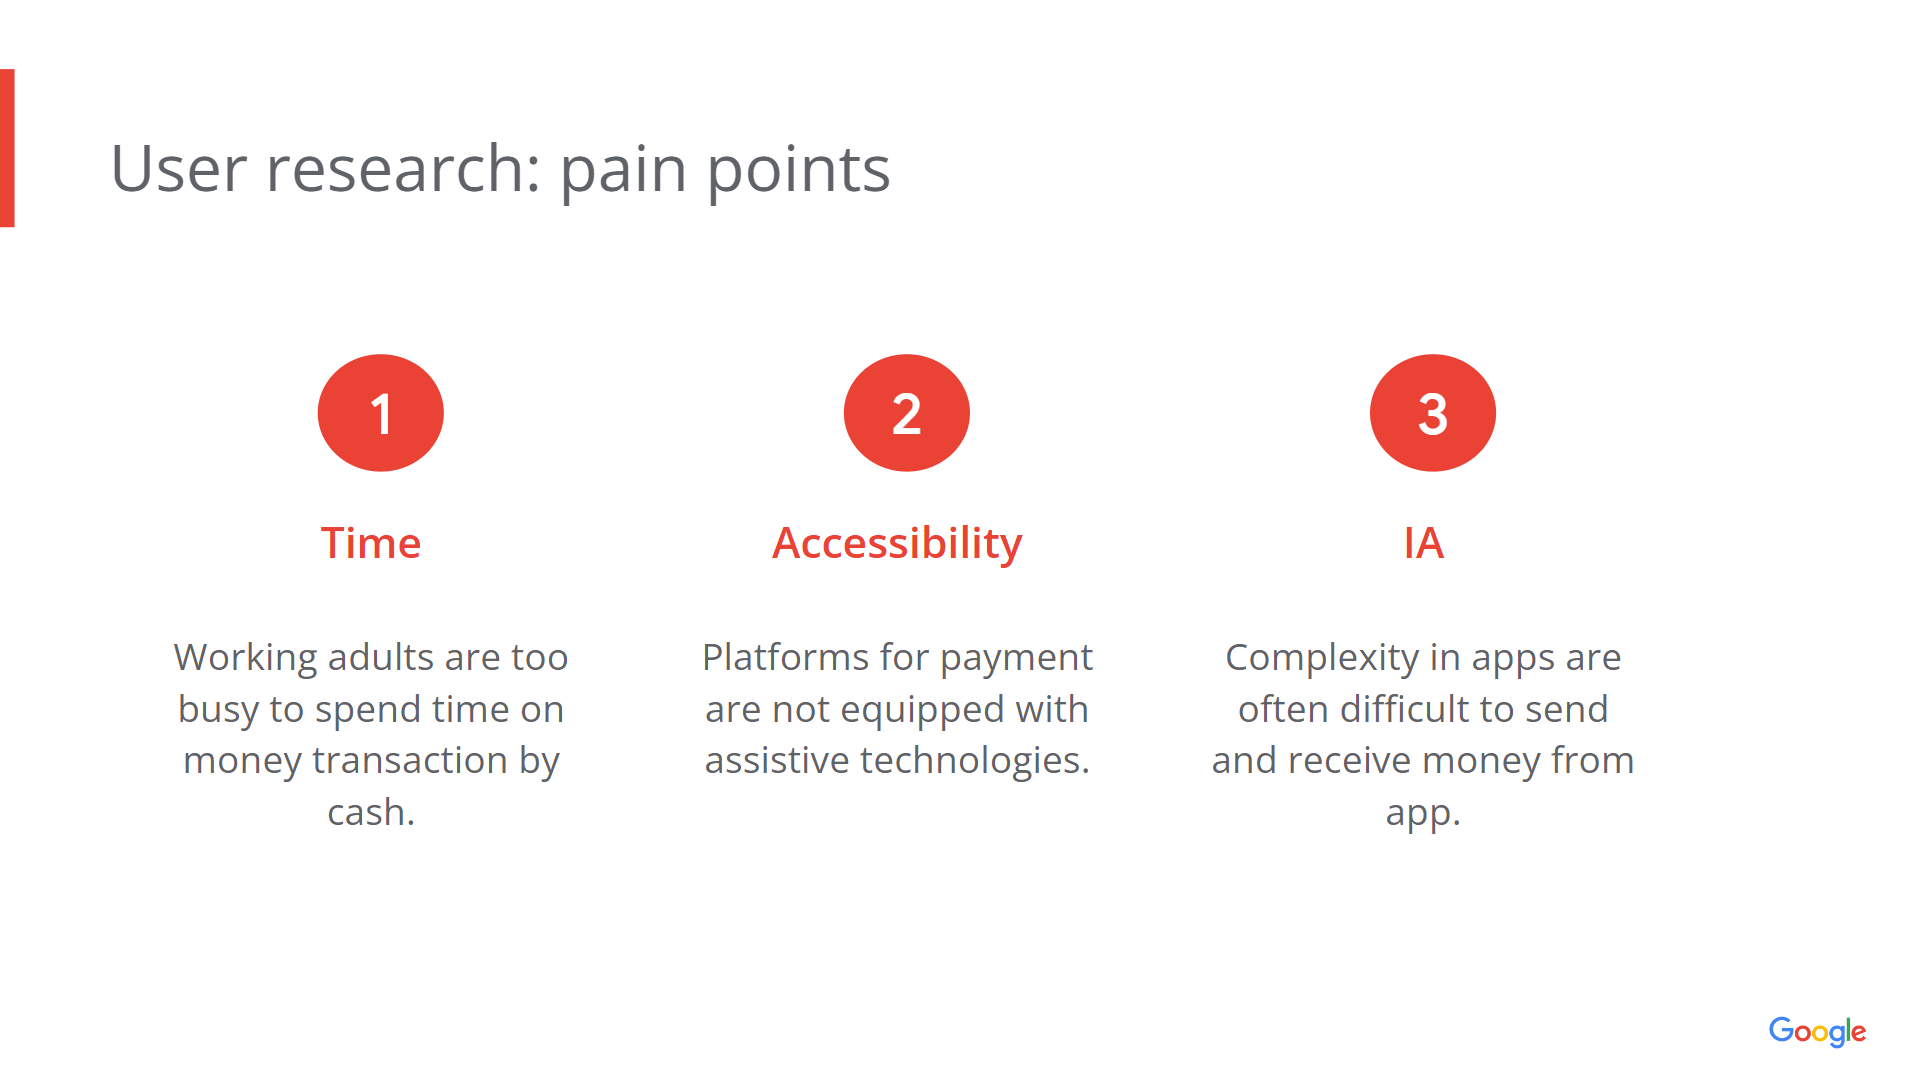 User research: pain points
1
2
3
Time
Accessibility
IA
Working adults are too
busy to spend time on
money transaction by
cash.
Platforms for payment
are not equipped with
assistive technologies.
Complexity in apps are
often difficult to send
and receive money from
app.
Google